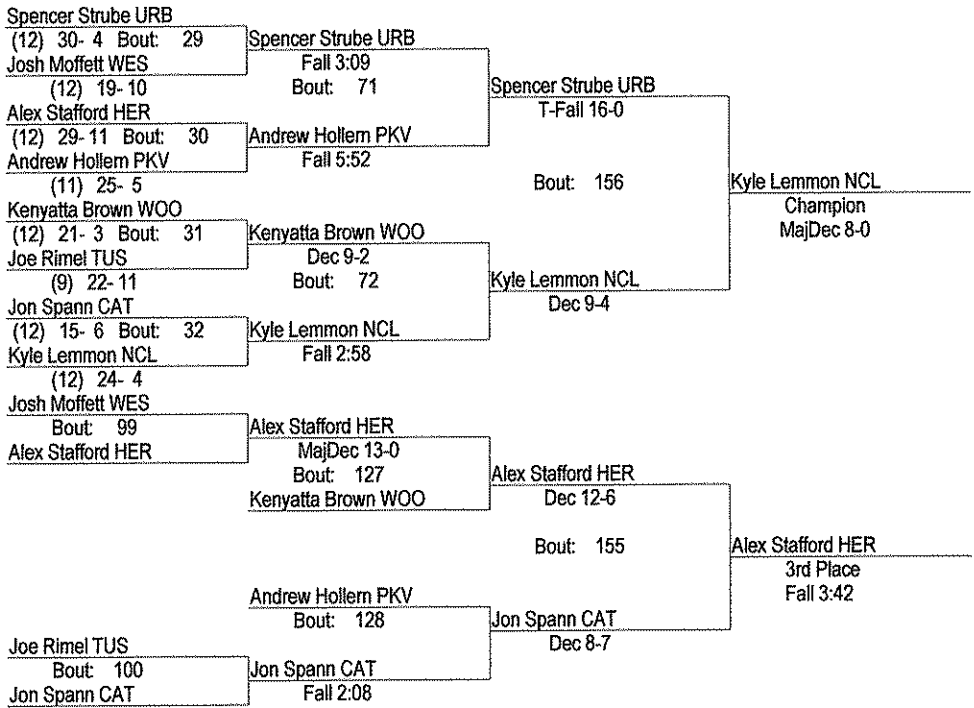 Spencer Strube URB
(12) 30- 4 Bout: 29
Josh Moffett WES
(12) 19- 10
Alex Stafford HER
(12) 29- 11 Bout: 30
Andrew Hollern PKV
(11) 25- 5
Kenyatta Brown WOO
(12) 21- 3 Bout: 31
Joe Rimel TUS
(9) 22- 11
Jon Spann CAT
(12) 15- 6 Bout: 32
Kyle Lemmon NCL
(12) 24- 4
Spencer Strube URB
Fall 3:09
Bout: 71
Andrew Hollern PKV
Fall 5:52
Kenyatta Brown WOO
Dec 9-2
Bout: 72
Kyle Lemmon NCL
Fall 2:58
Spencer Strube URB
T-Fall 16-0
Bout: 156
Kyle Lemmon NCL
Dec 9-4
Kyle Lemmon NCL
Champion
MajDec 8-0
Josh Moffett WES
Bout: 99
Alex Stafford HER
Alex Stafford HER
MajDec 13-0
Bout: 127
Kenyatta Brown WOO
Alex Stafford HER
Dec 12-6
Bout: 155
Alex Stafford HER
3rd Place
Fall 3:42
Andrew Hollern PKV
Bout: 128
Jon Spann CAT
Dec 8-7
Joe Rimel TUS
Bout: 100
Jon Spann CAT
Jon Spann CAT
Fall 2:08